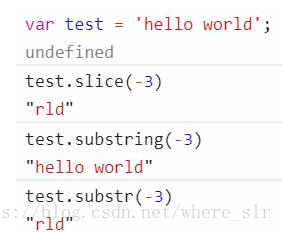 var test = 'hello world';
undefined
test.slice(-3)
"rld"
test.substring(-3)
"hello world"
test.substr(-3)
s://blog.csdn.net/where_slr
"rld"